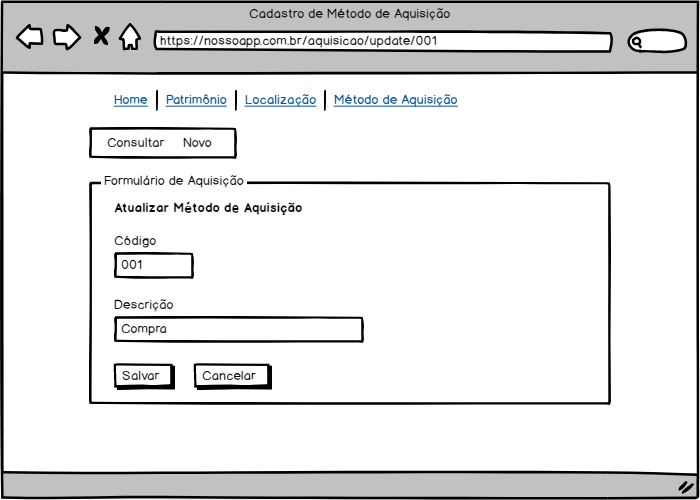 Cadastro de Método de Aquisição
https://nossoapp.com.br/aquisicao/update/001
Home Patrimônio Localização Método de Aquisição
Consultar Novo
Formulário de Aquisição
Atualizar Método de Aquisição
Código
001
Descrição
Compra
Salvar Cancelar